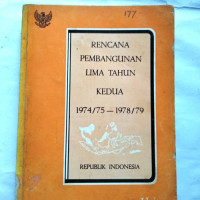 177
RENCANA
PEMBANGUNAN
LIMA TAHUN
KEDUA
1974/75 — 1978/79
REPUBLIK INDONESIA